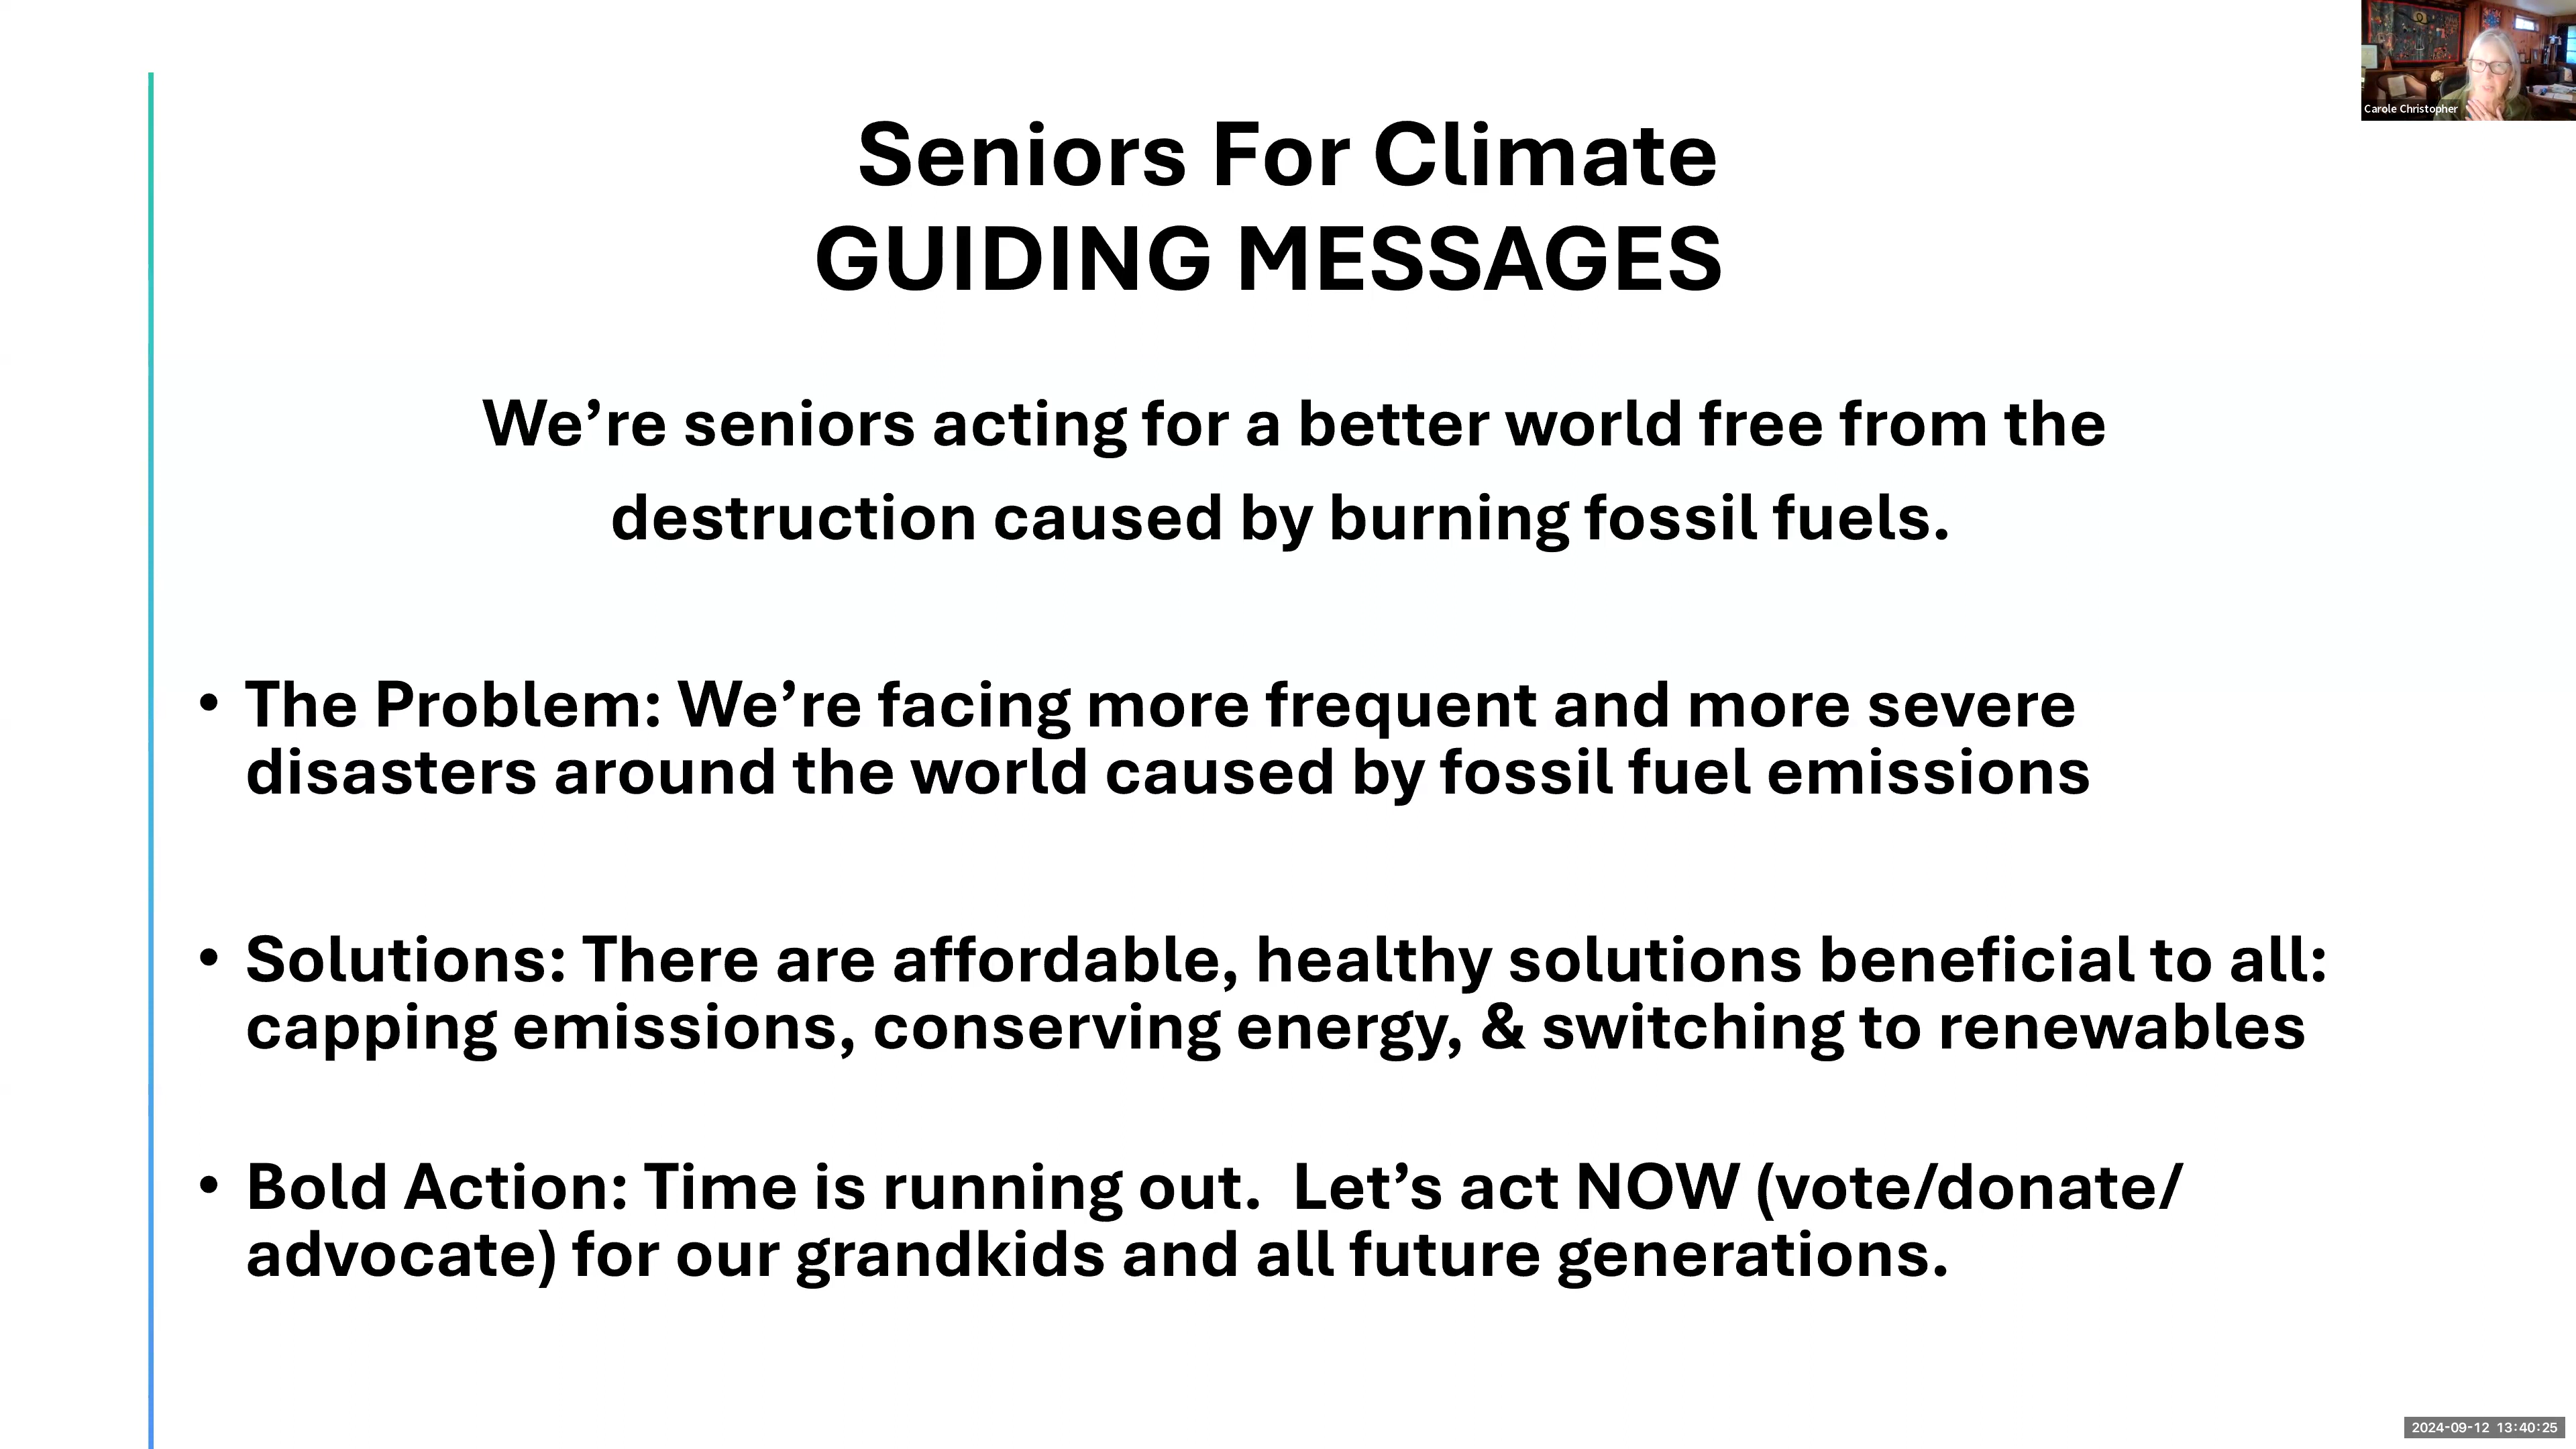 Carole Christopher
Seniors For Climate
GUIDING MESSAGES
We’re seniors acting for a better world free from the
destruction caused by burning fossil fuels.
• The Problem: We’re facing more frequent and more severe
disasters around the world caused by fossil fuel emissions
• Solutions: There are affordable, healthy solutions beneficial to all:
capping emissions, conserving energy, & switching to renewables
• Bold Action: Time is running out.  Let’s act NOW (vote/donate/
advocate) for our grandkids and all future generations.
2024-09-12 13:40:25